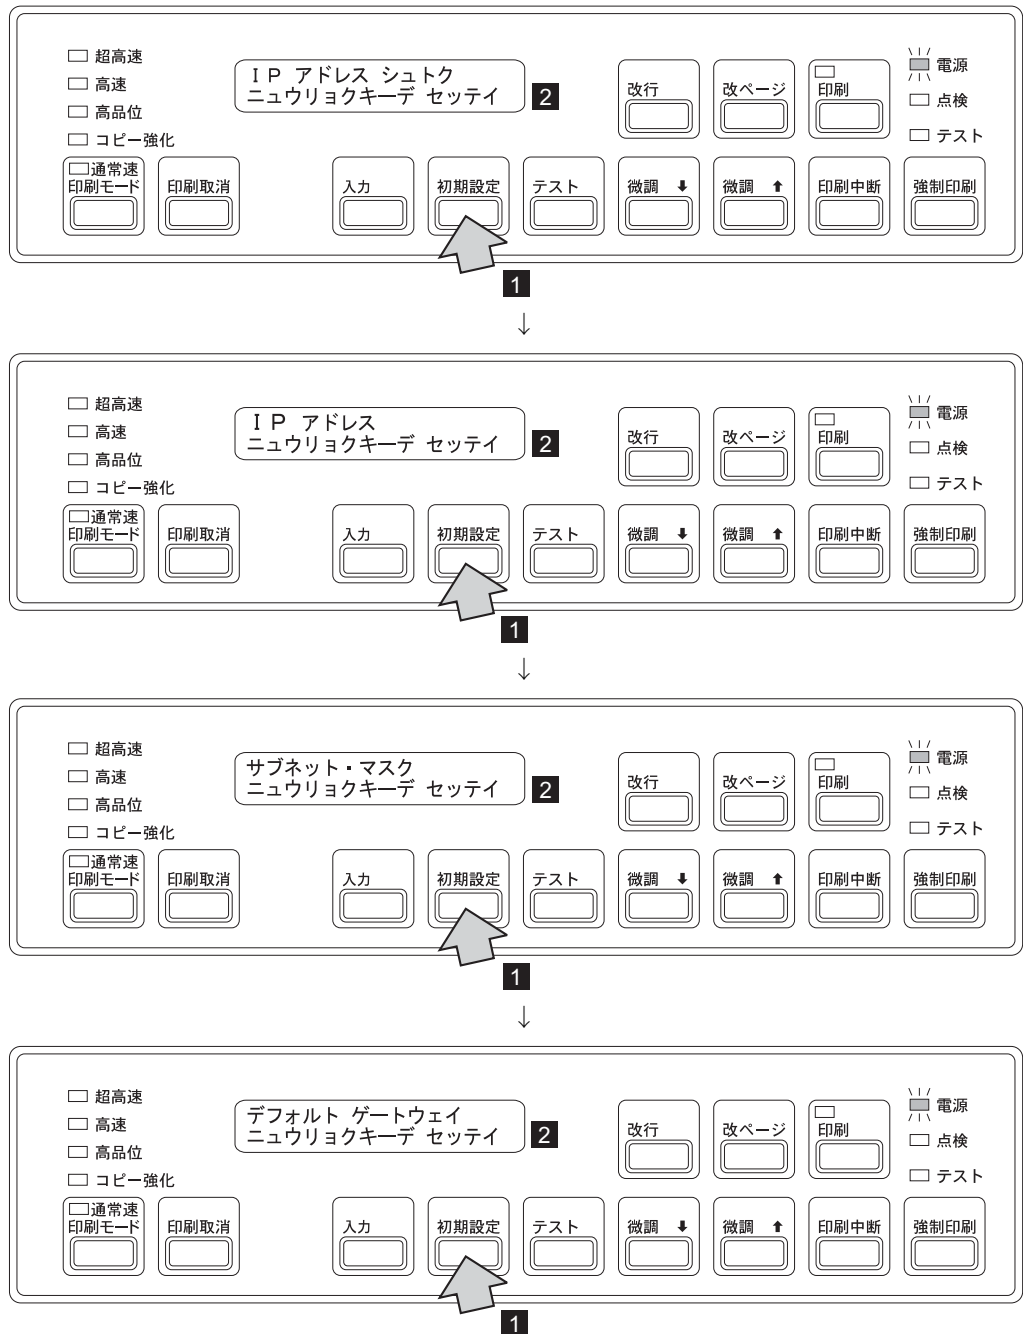 超高速
高速
高品位
コピー強化
ＩＰ アドレス シュトク
ニュウリョクキーデ セッテイ
2
改行
改ページ
印刷
電源
点検
テスト
通常速
印刷モード
印刷取消
入力
初期設定
テスト
微調 ⬇
微調 ⬆
印刷中断
強制印刷
1
↓
超高速
高速
高品位
コピー強化
ＩＰ アドレス
ニュウリョクキーデ セッテイ
2
改行
改ページ
印刷
電源
点検
テスト
通常速
印刷モード
印刷取消
入力
初期設定
テスト
微調 ⬇
微調 ⬆
印刷中断
強制印刷
1
↓
超高速
高速
高品位
コピー強化
サブネット・マスク
ニュウリョクキーデ セッテイ
2
改行
改ページ
印刷
電源
点検
テスト
通常速
印刷モード
印刷取消
入力
初期設定
テスト
微調 ⬇
微調 ⬆
印刷中断
強制印刷
1
↓
超高速
高速
高品位
コピー強化
デフォルト ゲートウェイ
ニュウリョクキーデ セッテイ
2
改行
改ページ
印刷
電源
点検
テスト
通常速
印刷モード
印刷取消
入力
初期設定
テスト
微調 ⬇
微調 ⬆
印刷中断
強制印刷
1